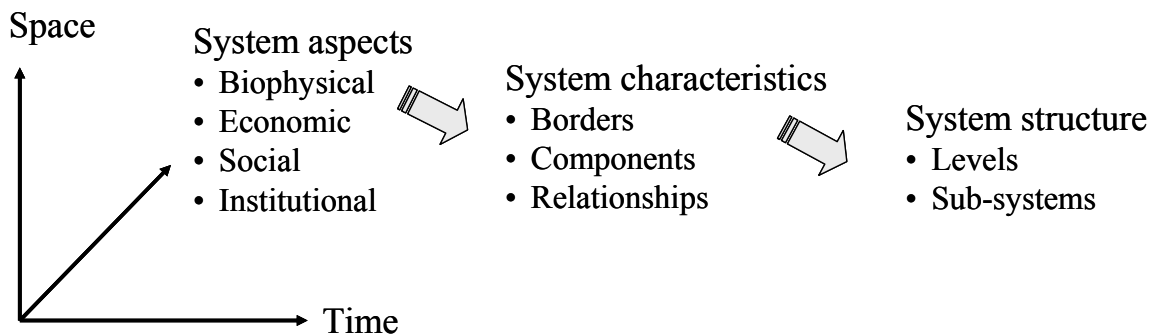 Space
System aspects
• Biophysical
• Economic
• Social
• Institutional
System characteristics
• Borders
• Components
• Relationships
System structure
• Levels
• Sub-systems
Time